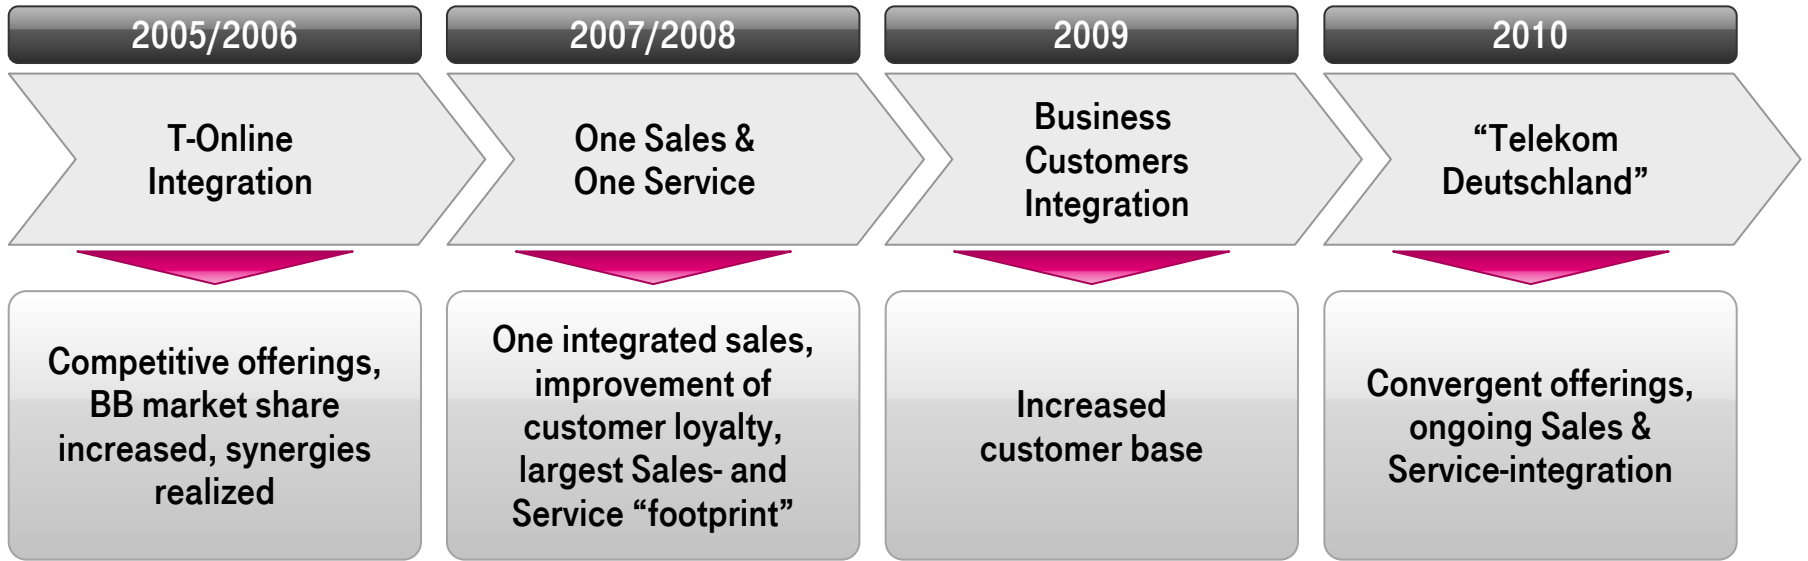 2005/2006
2007/2008
2009
2010
T-Online
Integration
One Sales &
One Service
Business
Customers
Integration
“Telekom
Deutschland”
Competitive offerings,
BB market share
increased, synergies
realized
One integrated sales,
improvement of
customer loyalty,
largest Sales- and
Service “footprint”
Increased
customer base
Convergent offerings,
ongoing Sales &
Service-integration